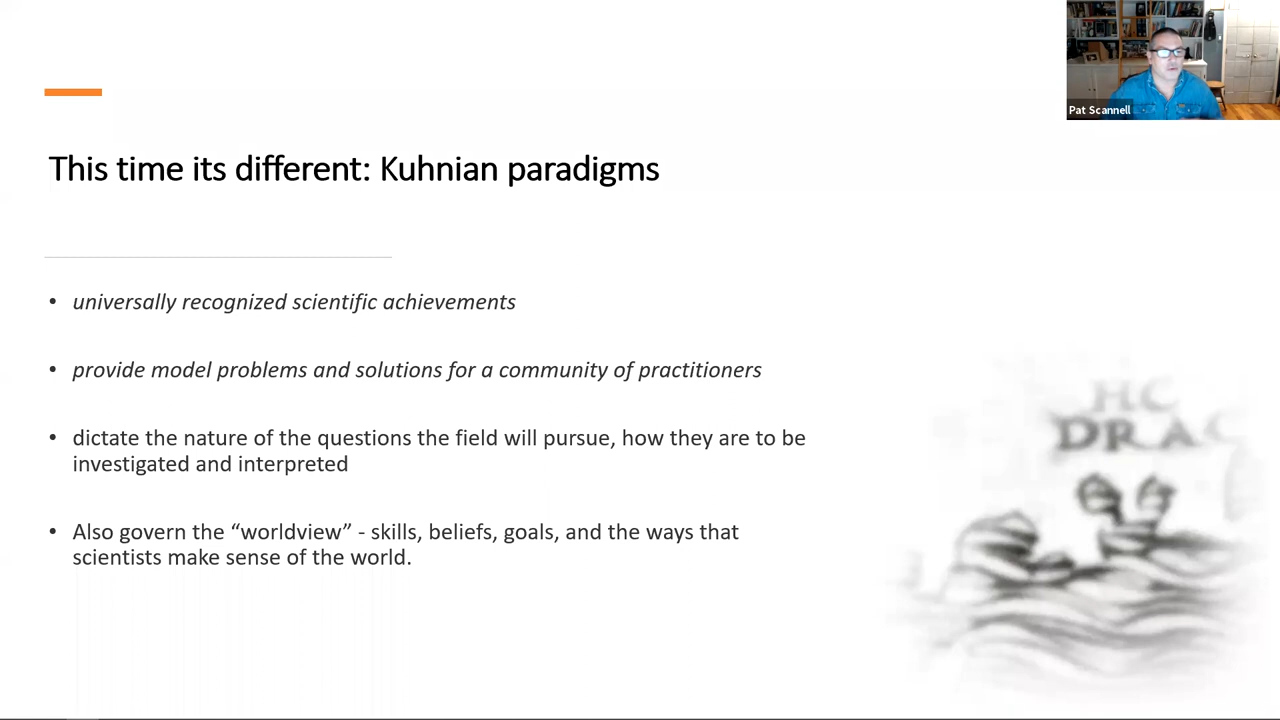 Pat Scannell
This time its different: Kuhnian paradigms
• universally recognized scientific achievements
• provide model problems and solutions for a community of practitioners
• dictate the nature of the questions the field will pursue, how they are to be
investigated and interpreted
• Also govern the “worldview” - skills, beliefs, goals, and the ways that
scientists make sense of the world.
HC
DRAC